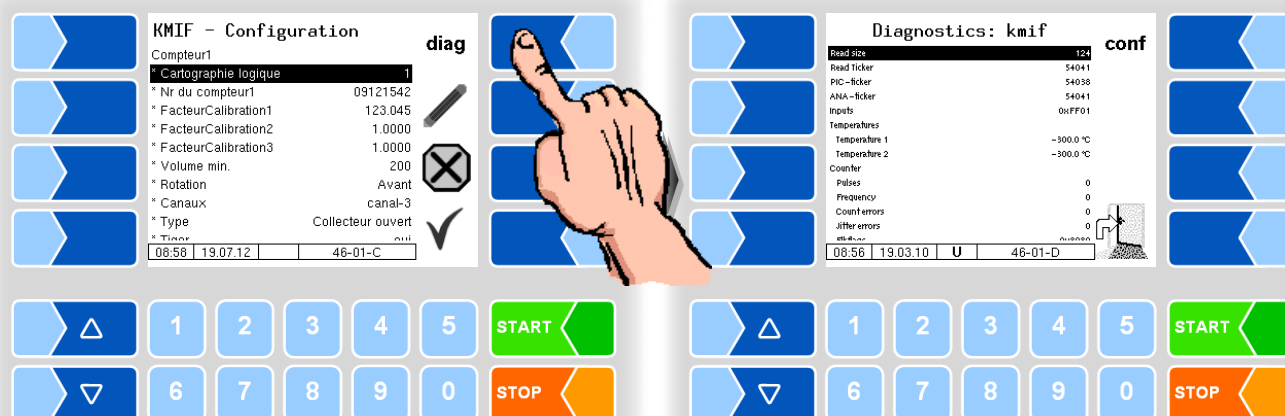 KMIF - Configuration
diag
Compteur1
* Cartographie logique 1
* Nr du compteur1 09121542
* FacteurCalibration1 123.045
* FacteurCalibration2 1.0000
* FacteurCalibration3 1.0000
* Volume min. 200
* Rotation Avant
* Canaux canal-3
* Type Collecteur ouvert
08:58 19.07.12 46-01-C
1 2 3 4 5 START
6 7 8 9 0 STOP
Diagnostics: kmif
conf
Read size 124
Read Ticker 54041
PIC-ticker 54038
ANA-ticker 54041
Inputs 0xFF01
Temperatures
Temperature 1 -300.0 °C
Temperature 2 -300.0 °C
Counter
Pulses 0
Frequency 0
Count errors 0
Jitter errors 0
08:56 19.03.10 U 46-01-D
1 2 3 4 5 START
6 7 8 9 0 STOP